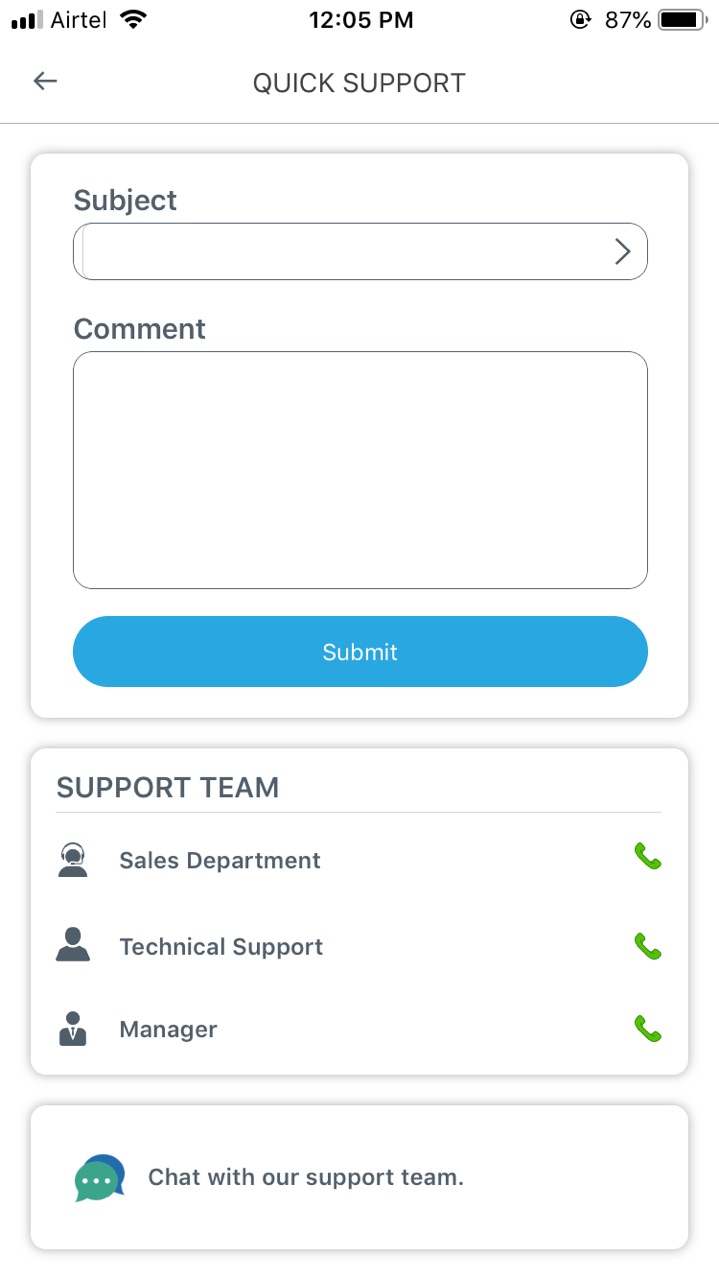 Airtel 12:05 PM 87%
QUICK SUPPORT
Subject
Comment
Submit
SUPPORT TEAM
Sales Department
Technical Support
Manager
Chat with our support team.